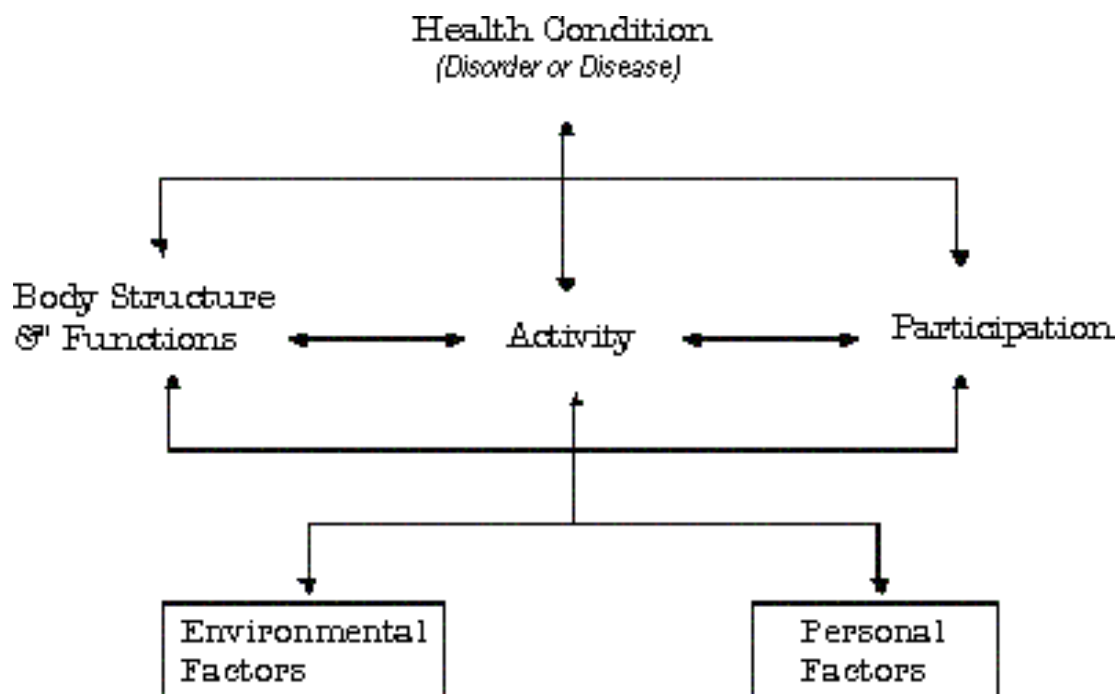 Health Condition
(Disorder or Disease)
Body Structure
& Functions
Activity
Participation
Environmental
Factors
Personal
Factors